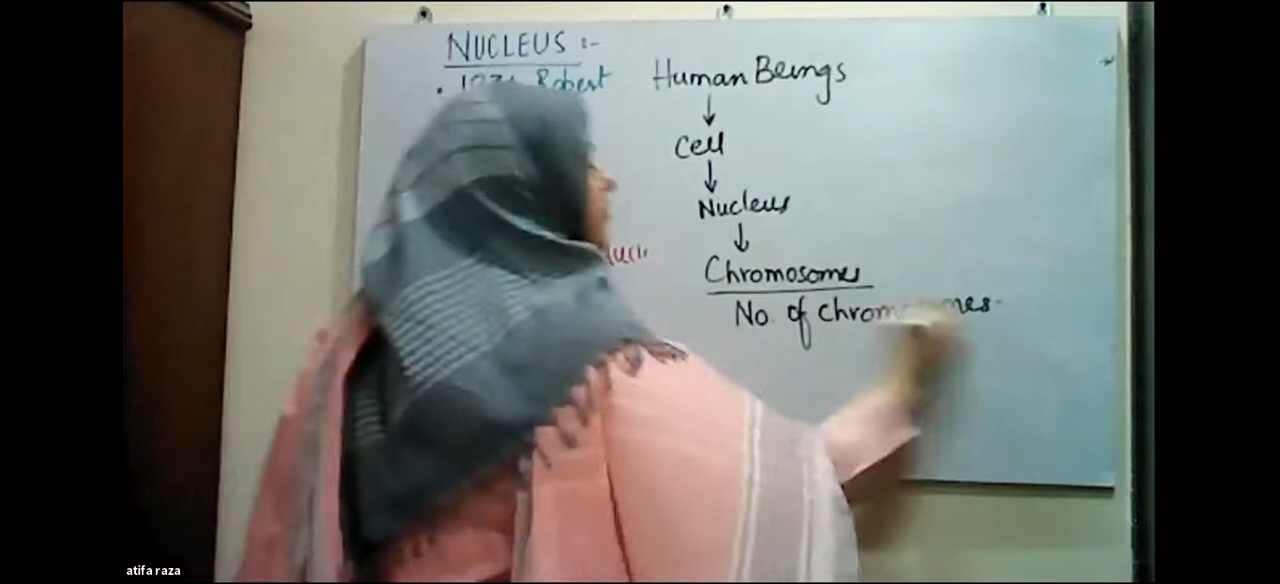 NUCLEUS :-
Robert
Human Beings
↓
Cell
↓
Nucleus
↓
Chromosomes
No. of
atifa raza